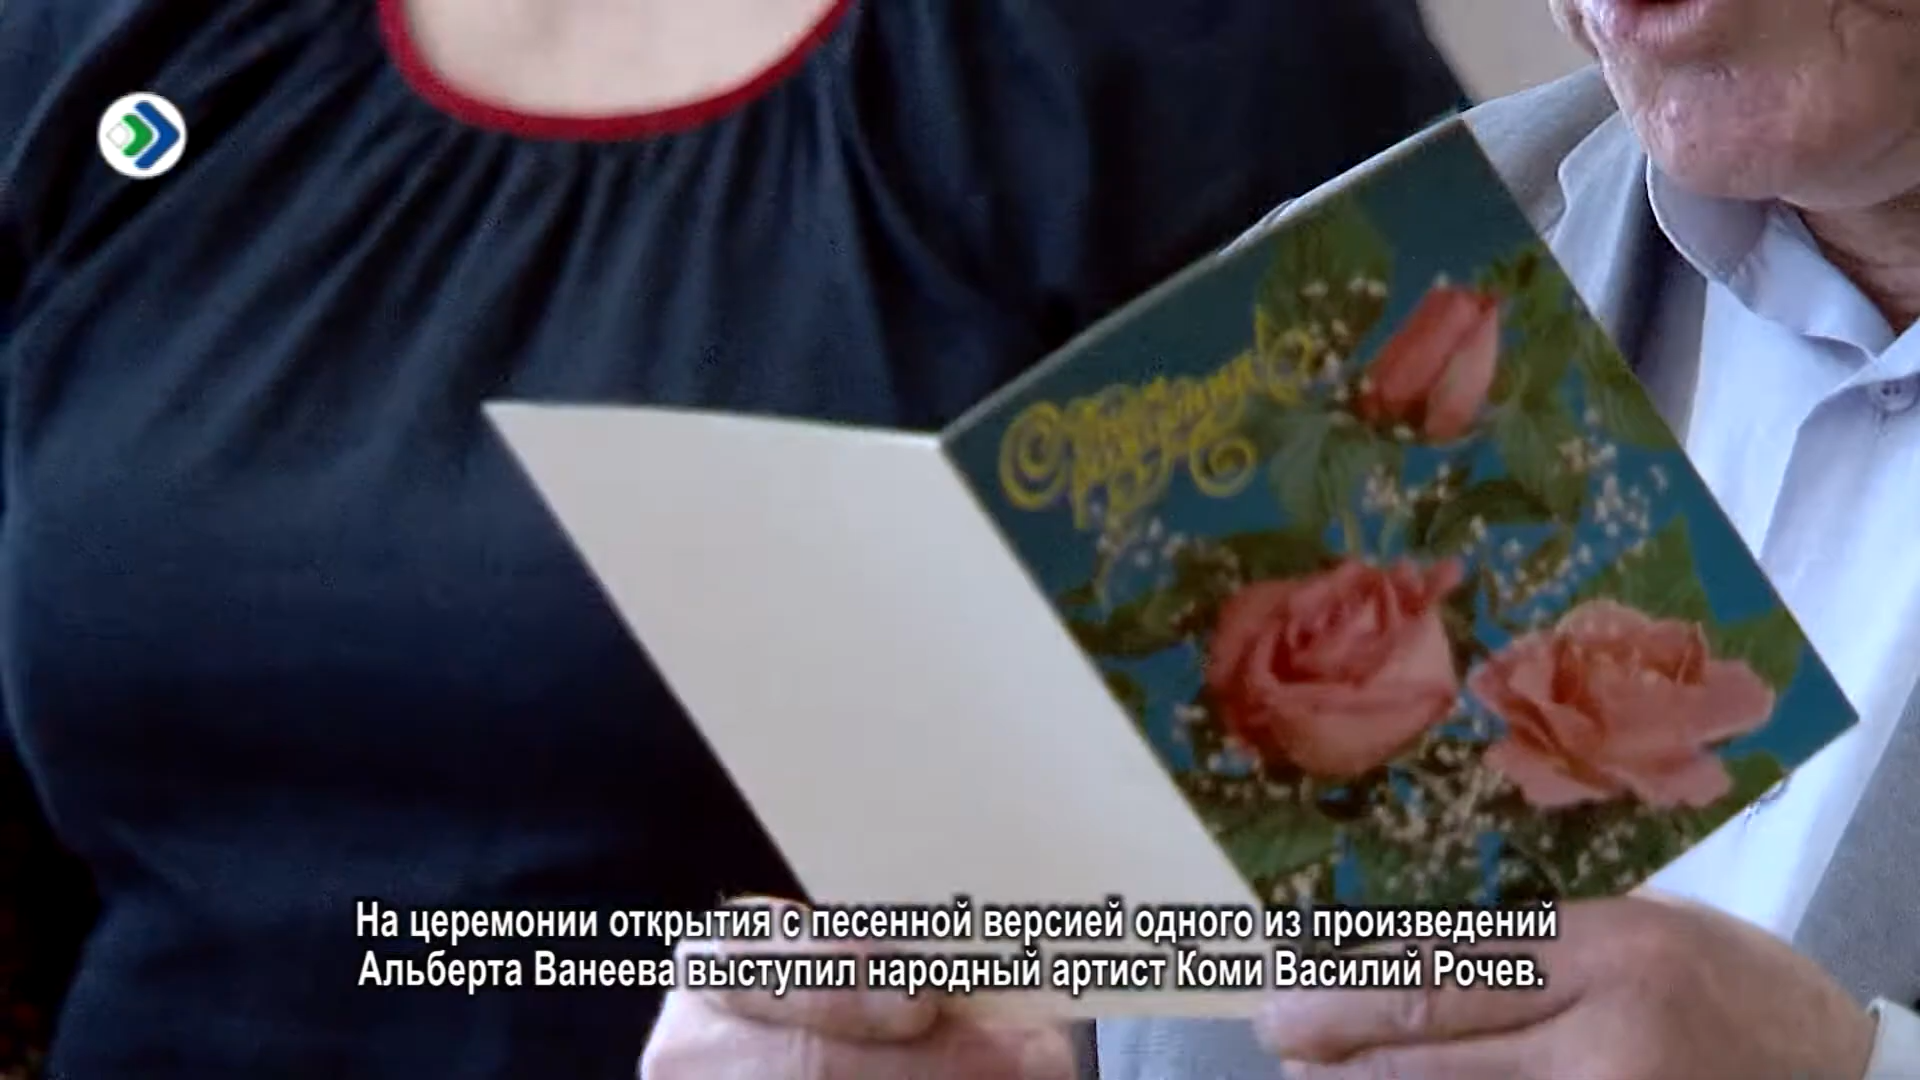 На церемонии открытия с песенной версией одного из произведений
Альберта Ванеева выступил народный артист Коми Василий Рочев.